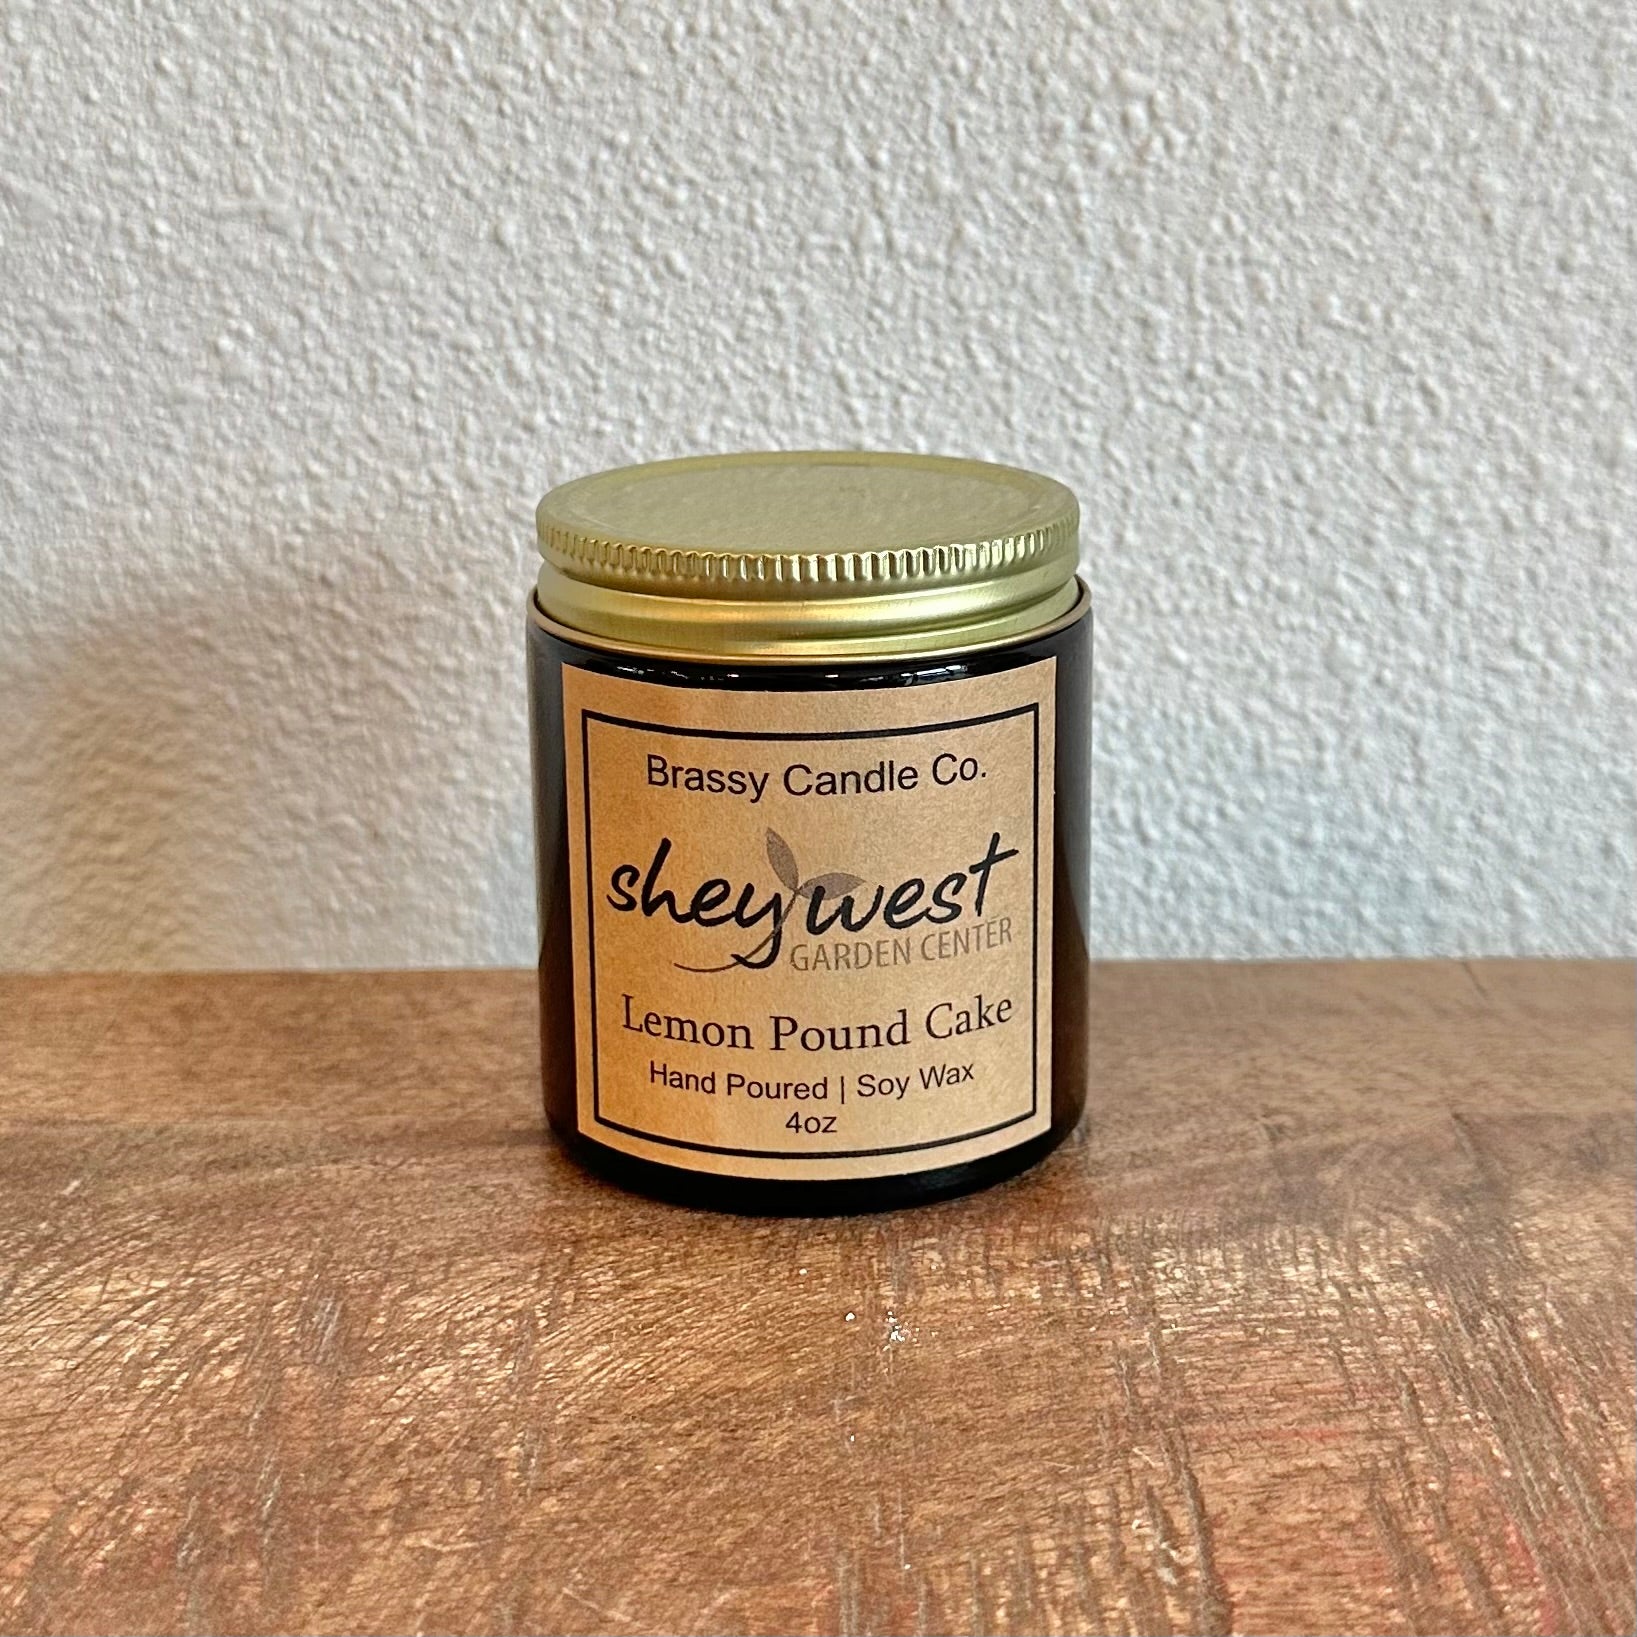 Brassy Candle Co.
sheywest
GARDEN CENTER
Lemon Pound Cake
Hand Poured | Soy Wax
4oz